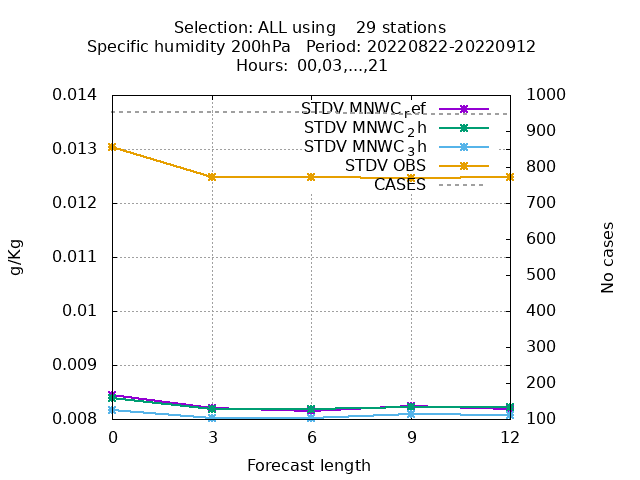 Selection: ALL using    29 stations
Specific humidity 200hPa   Period: 20220822-20220912
Hours: 00,03,...,21
0.014
0.013
0.012
0.011
0.01
0.009
0.008
g/Kg
STDV MNWC_ref
STDV MNWC_2h
STDV MNWC_3h
STDV OBS
CASES
1000
900
800
700
600
500
400
300
200
100
No cases
0 3 6 9 12
Forecast length